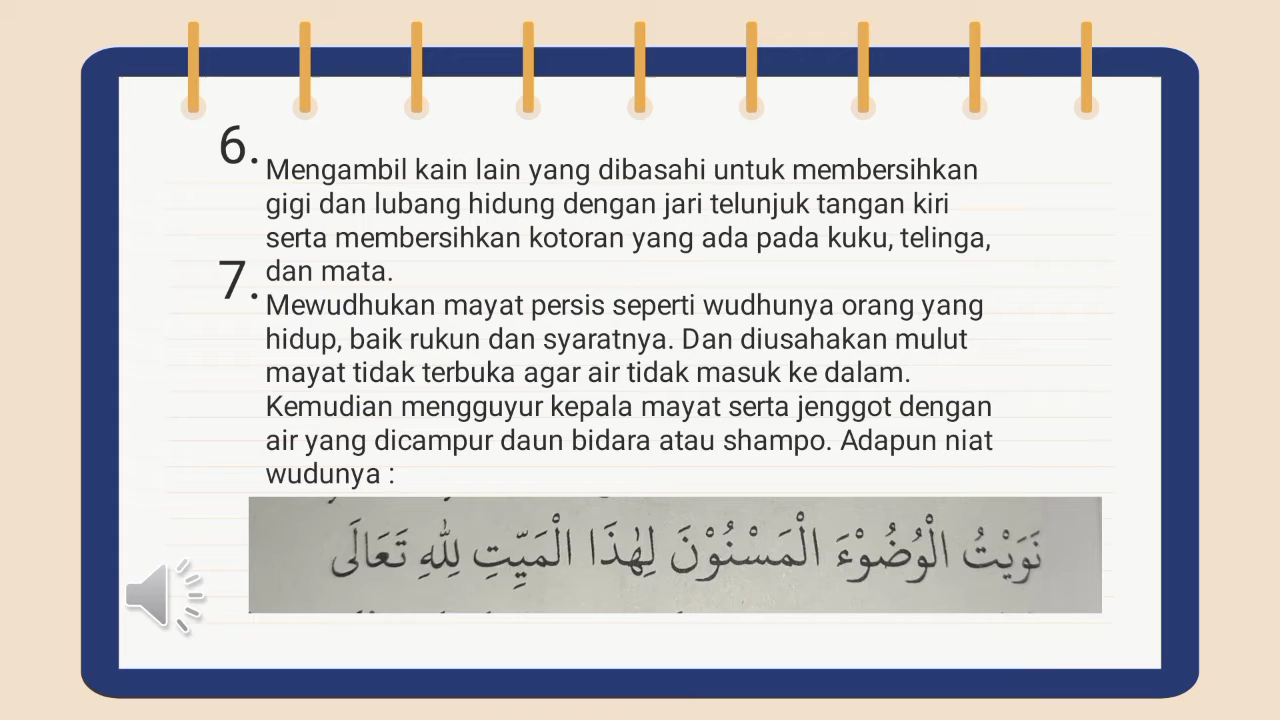 6.
Mengambil kain lain yang dibasahi untuk membersihkan
gigi dan lubang hidung dengan jari telunjuk tangan kiri
serta membersihkan kotoran yang ada pada kuku, telinga,
dan mata.
7.
Mewudhukan mayat persis seperti wudhunya orang yang
hidup, baik rukun dan syaratnya. Dan diusahakan mulut
mayat tidak terbuka agar air tidak masuk ke dalam.
Kemudian mengguyur kepala mayat serta jenggot dengan
air yang dicampur daun bidara atau shampo. Adapun niat
wudunya :
نَوَيْتُ الْوُضُوْءَ الْمَسْنُوْنَ لِهٰذَا الْمَيِّتِ لِلّٰهِ تَعَالَى